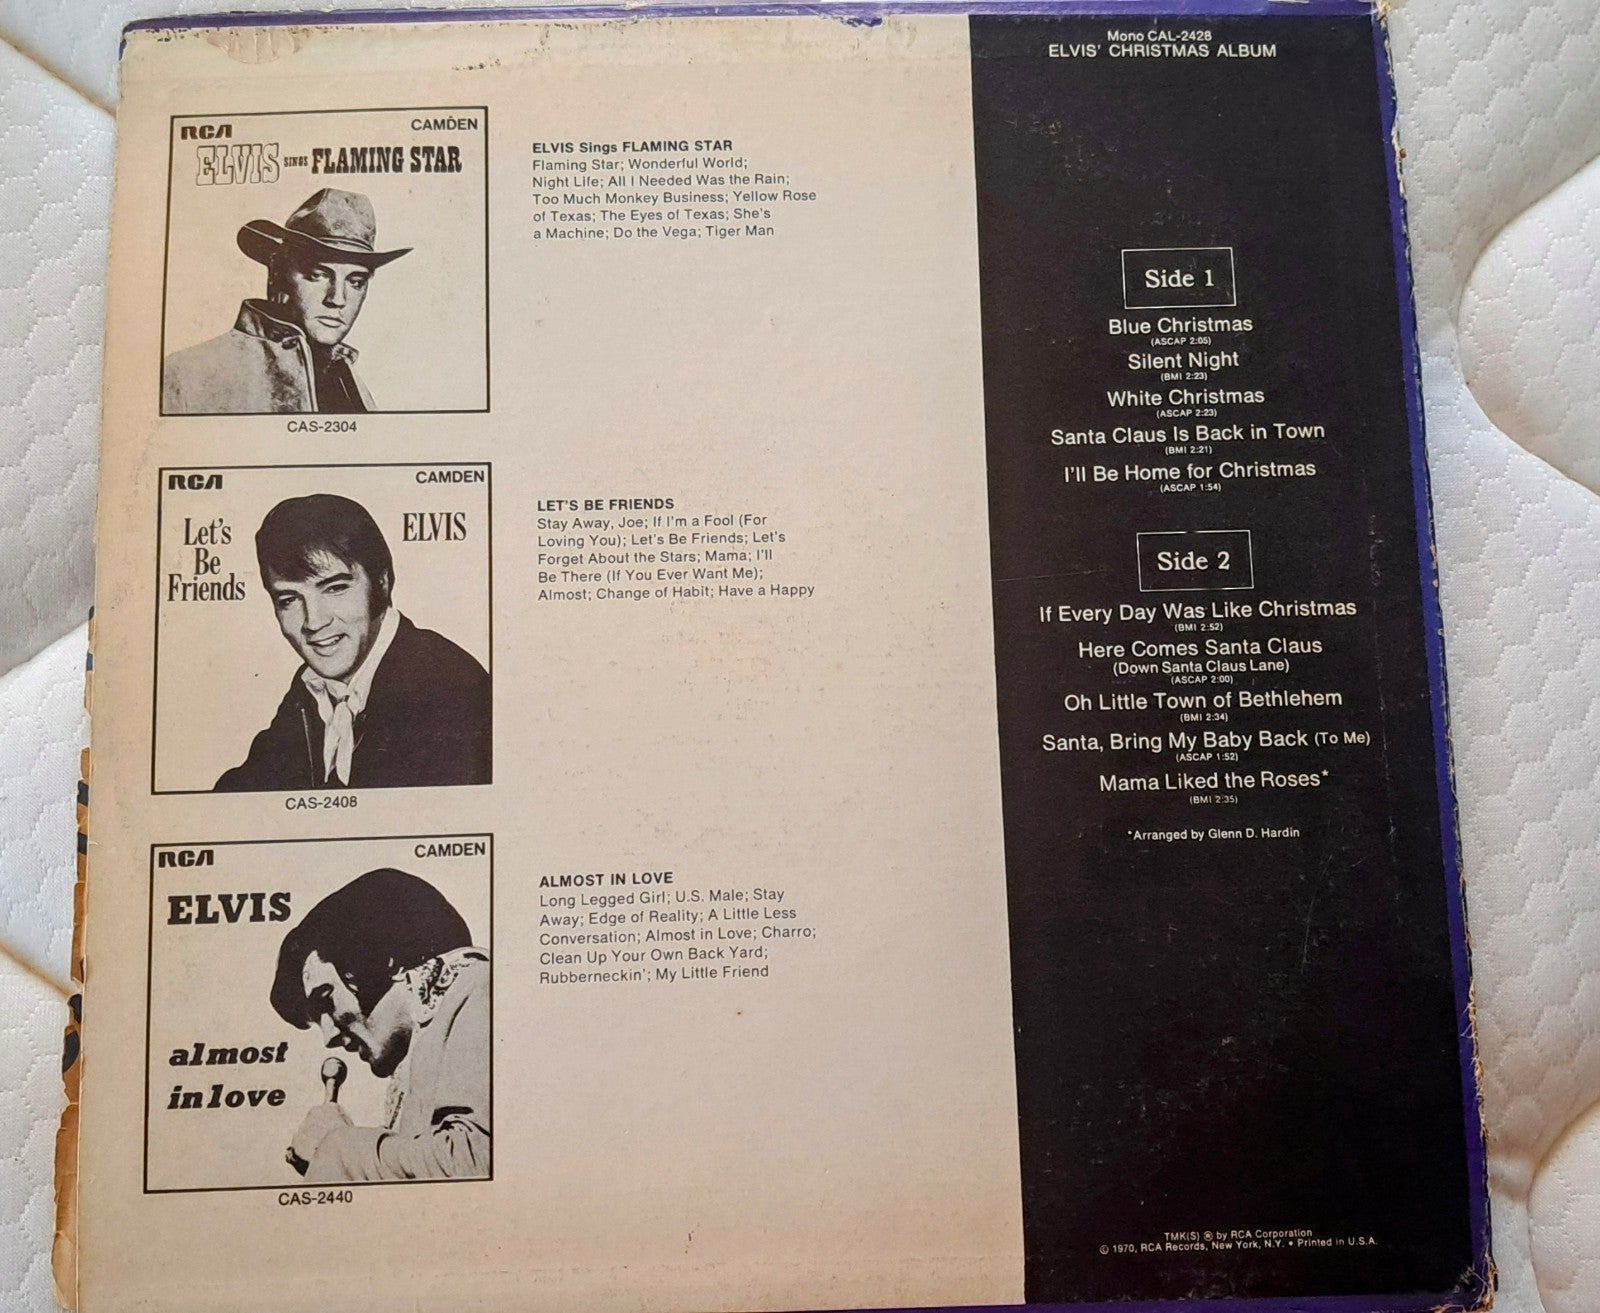 RCA
CAMDEN
ELVIS SINGS FLAMING STAR
CAS-2304
ELVIS Sings FLAMING STAR
Flaming Star; Wonderful World;
Night Life; All I Needed Was the Rain;
Too Much Monkey Business; Yellow Rose
of Texas; The Eyes of Texas; She's
a Machine; Do the Vega; Tiger Man
RCA
CAMDEN
Let's
Be
Friends
ELVIS
CAS-2408
LET'S BE FRIENDS
Stay Away, Joe; If I'm a Fool (For
Loving You); Let's Be Friends; Let's
Forget About the Stars; Mama; I'll
Be There (If You Ever Want Me);
Almost; Change of Habit; Have a Happy
RCA
CAMDEN
ELVIS
almost
in love
CAS-2440
ALMOST IN LOVE
Long Legged Girl; U.S. Male; Stay
Away; Edge of Reality; A Little Less
Conversation; Almost in Love; Charro;
Clean Up Your Own Back Yard;
Rubberneckin'; My Little Friend
Mono CAL-2428
ELVIS' CHRISTMAS ALBUM
Side 1
Blue Christmas
(ASCAP 2:05)
Silent Night
(BMI 2:23)
White Christmas
(ASCAP 2:23)
Santa Claus Is Back in Town
(BMI 2:21)
I'll Be Home for Christmas
(ASCAP 1:54)
Side 2
If Every Day Was Like Christmas
(BMI 2:52)
Here Comes Santa Claus
(Down Santa Claus Lane)
(ASCAP 2:00)
Oh Little Town of Bethlehem
(BMI 2:34)
Santa, Bring My Baby Back (To Me)
(ASCAP 1:52)
Mama Liked the Roses*
(BMI 2:35)
*Arranged by Glenn D. Hardin
TMK(S) ® by RCA Corporation
© 1970, RCA Records, New York, N.Y. • Printed in U.S.A.